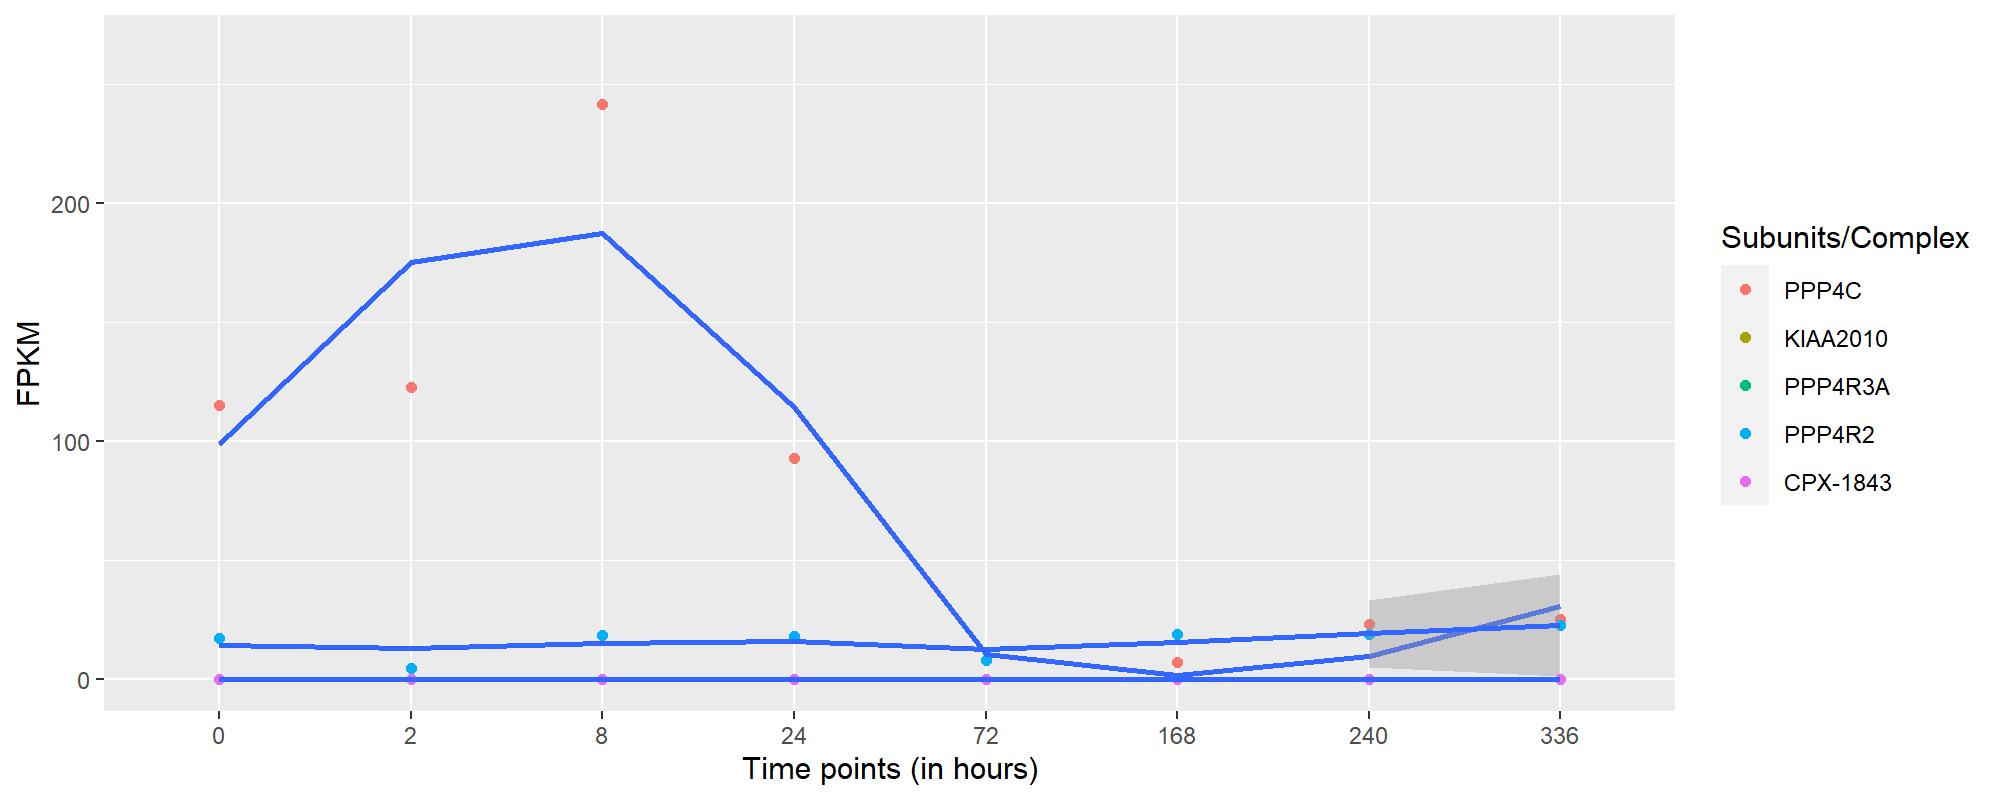 FPKM
200
100
0
0 2 8 24 72 168 240 336
Time points (in hours)
Subunits/Complex
PPP4C
KIAA2010
PPP4R3A
PPP4R2
CPX-1843